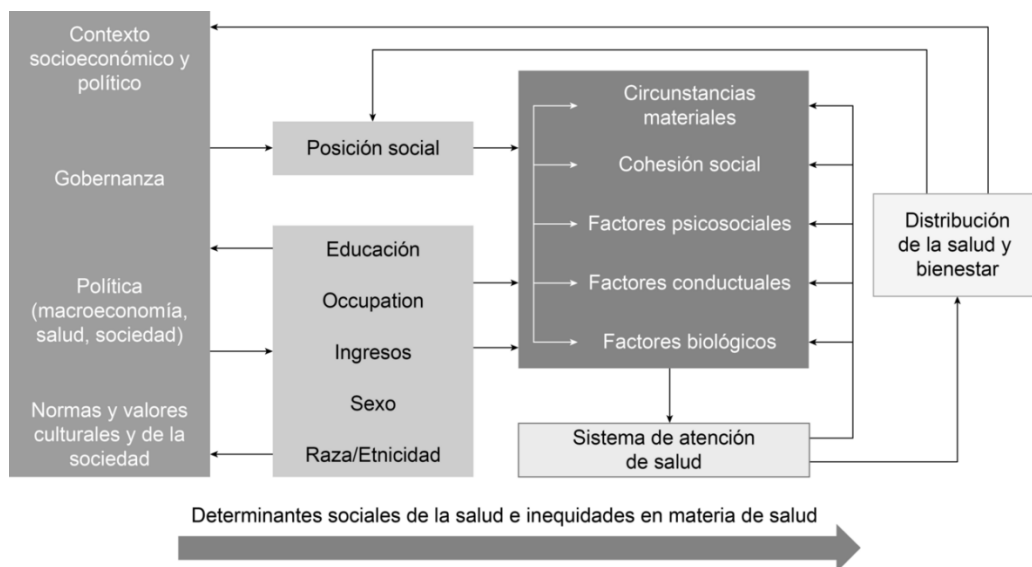 Contexto
socioeconómico y
político
Gobernanza
Política
(macroeconomía,
salud, sociedad)
Normas y valores
culturales y de la
sociedad
Posición social
Educación
Occupation
Ingresos
Sexo
Raza/Etnicidad
Circunstancias
materiales
Cohesión social
Factores psicosociales
Factores conductuales
Factores biológicos
Sistema de atención
de salud
Distribución
de la salud y
bienestar
Determinantes sociales de la salud e inequidades en materia de salud